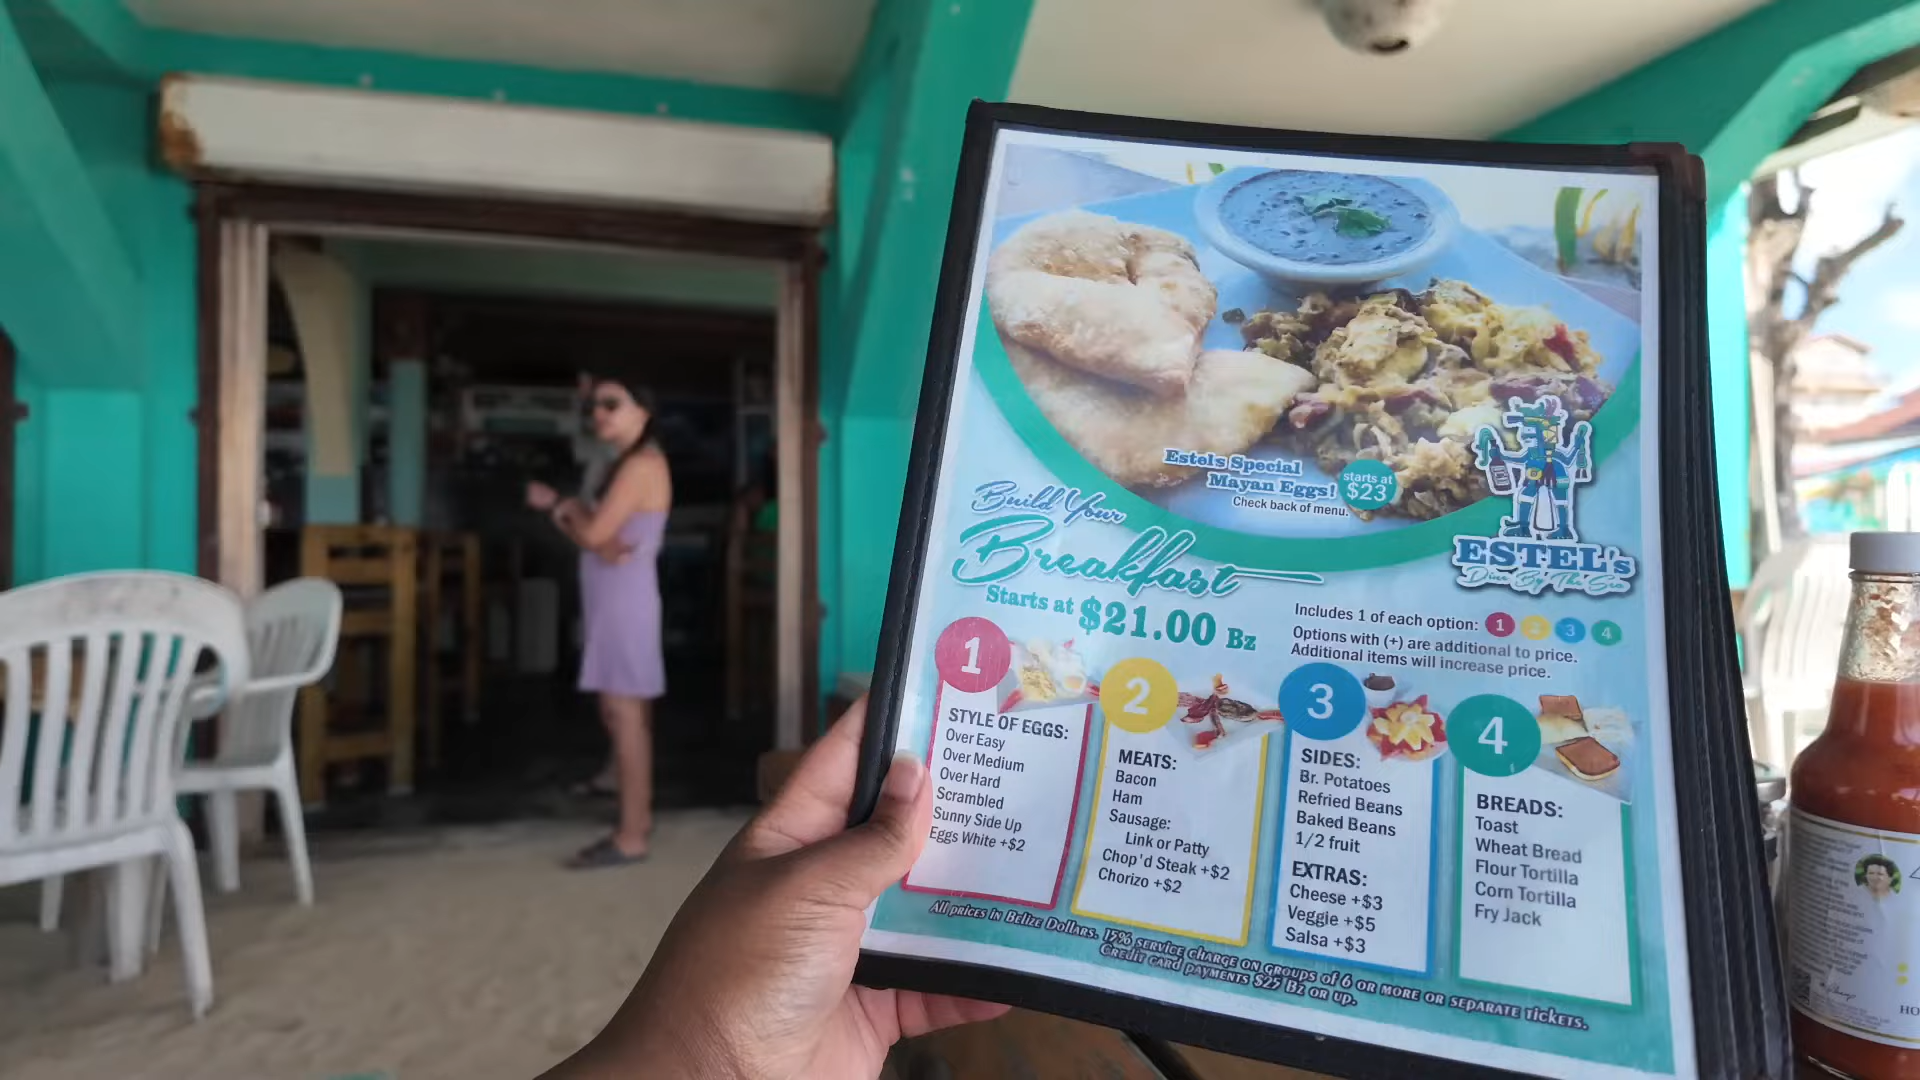 Estel's Special
Mayan Eggs!
starts at
$23
Check back of menu.
ESTEL's
Dine By The Sea
Build Your
Breakfast
Starts at $21.00 Bz
Includes 1 of each option: 1 2 3 4
Options with (+) are additional to price.
Additional items will increase price.
1
STYLE OF EGGS:
Over Easy
Over Medium
Over Hard
Scrambled
Sunny Side Up
Eggs White +$2
2
MEATS:
Bacon
Ham
Sausage:
Link or Patty
Chop'd Steak +$2
Chorizo +$2
3
SIDES:
Br. Potatoes
Refried Beans
Baked Beans
1/2 fruit
EXTRAS:
Cheese +$3
Veggie +$5
Salsa +$3
4
BREADS:
Toast
Wheat Bread
Flour Tortilla
Corn Tortilla
Fry Jack
All prices in Belize Dollars. 15% service charge on groups of 6 or more or separate tickets.
Credit card payments $25 Bz or up.
HO